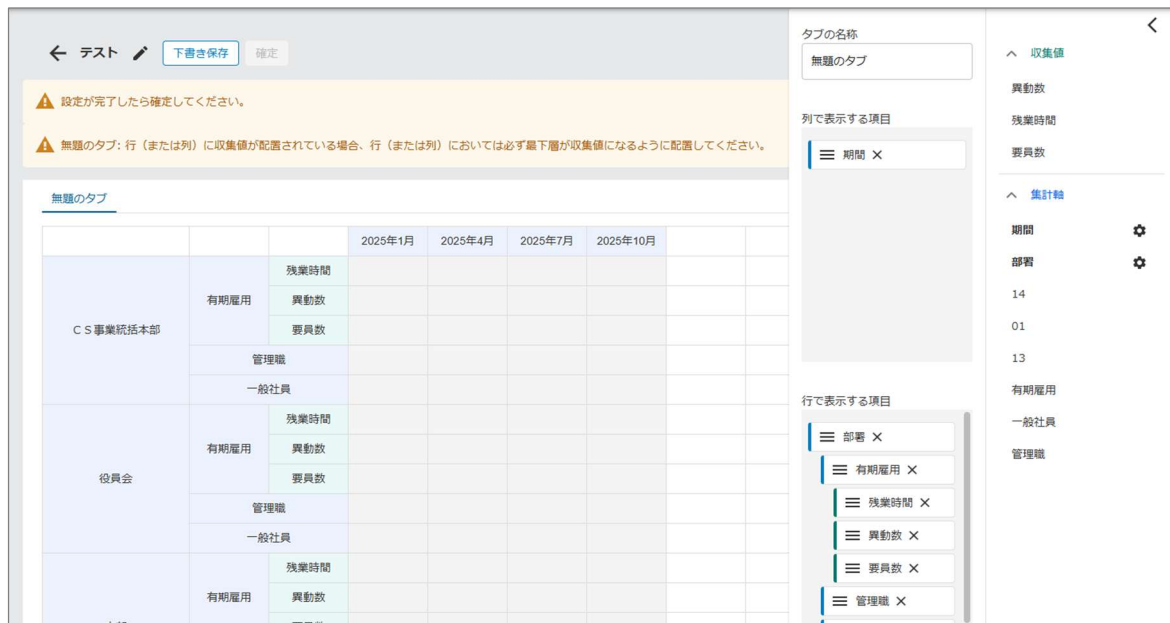 テスト 下書き保存 確定
設定が完了したら確定してください。
無題のタブ: 行（または列）に収集値が配置されている場合、行（または列）においては必ず最下層が収集値になるように配置してください。
無題のタブ
2025年1月 2025年4月 2025年7月 2025年10月
CS事業統括本部
有期雇用
残業時間
異動数
要員数
管理職
一般社員
役員会
有期雇用
残業時間
異動数
要員数
管理職
一般社員
有期雇用
残業時間
異動数
タブの名称
無題のタブ
列で表示する項目
期間
行で表示する項目
部署
有期雇用
残業時間
異動数
要員数
管理職
収集値
異動数
残業時間
要員数
集計軸
期間
部署
14
01
13
有期雇用
一般社員
管理職